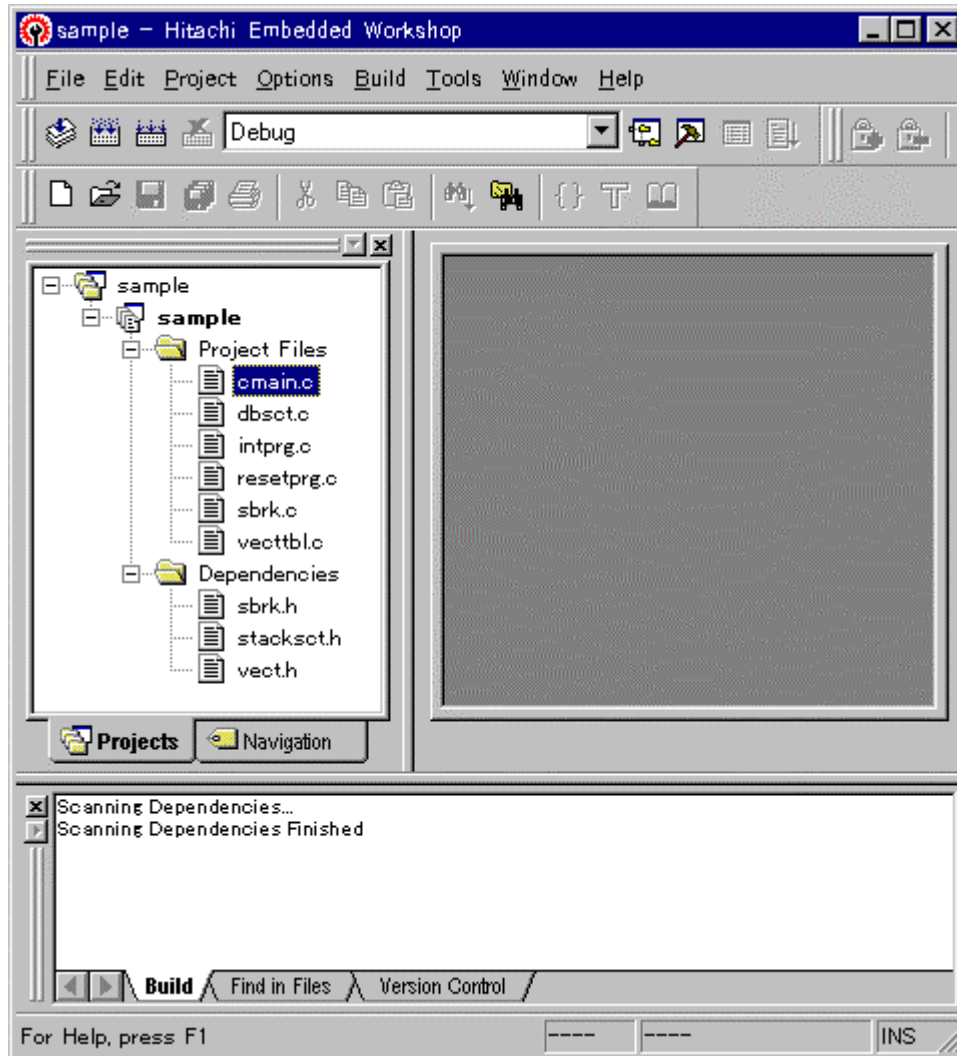 sample - Hitachi Embedded Workshop
File Edit Project Options Build Tools Window Help
Debug
sample
sample
Project Files
cmain.c
dbsct.c
intprg.c
resetprg.c
sbrk.c
vecttbl.c
Dependencies
sbrk.h
stacksct.h
vect.h
Projects Navigation
Scanning Dependencies...
Scanning Dependencies Finished
Build Find in Files Version Control
For Help, press F1 ---- ---- INS